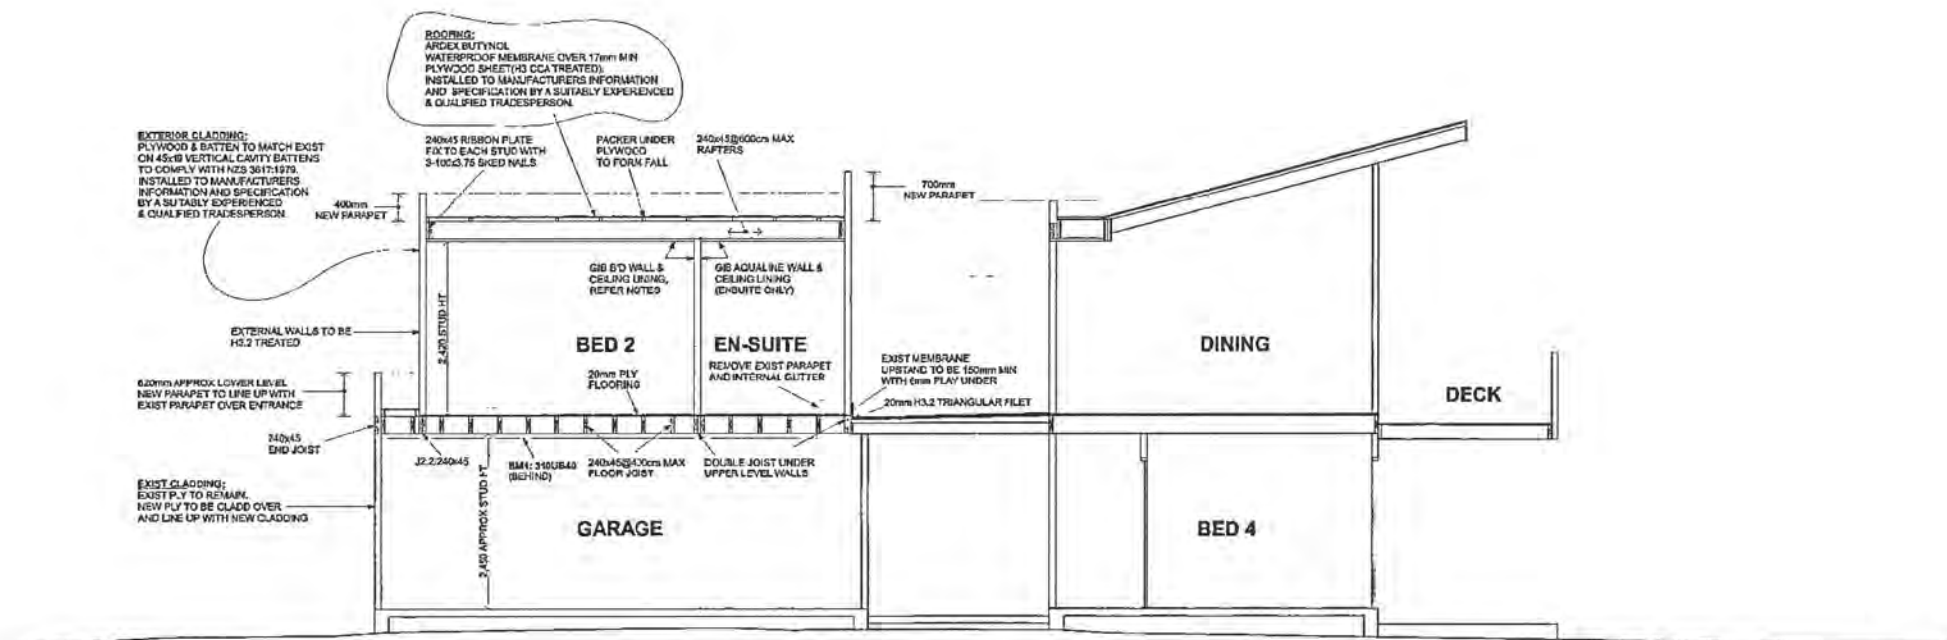 ROOFING:
ARDEX BUTYNOL
WATERPROOF MEMBRANE OVER 17mm MIN
PLYWOOD SHEET(H3 CCA TREATED).
INSTALLED TO MANUFACTURERS INFORMATION
AND SPECIFICATION BY A SUITABLY EXPERIENCED
& QUALIFIED TRADESPERSON.
EXTERIOR CLADDING:
PLYWOOD & BATTEN TO MATCH EXIST
ON 45x19 VERTICAL CAVITY BATTENS
TO COMPLY WITH NZS 3617:1979.
INSTALLED TO MANUFACTURERS
INFORMATION AND SPECIFICATION
BY A SUITABLY EXPERIENCED
& QUALIFIED TRADESPERSON.
240x45 RIBBON PLATE
FIX TO EACH STUD WITH
3-100x3.75 SKED NAILS
PACKER UNDER
PLYWOOD
TO FORM FALL
240x45@600cm MAX
RAFTERS
400mm
NEW PARAPET
700mm
NEW PARAPET
GIB B'D WALL &
CEILING LINING,
REFER NOTES
GIB AQUALINE WALL &
CEILING LINING
(ENSUITE ONLY)
2,420 STUD HT
EXTERNAL WALLS TO BE
H3.2 TREATED
BED 2
EN-SUITE
DINING
DECK
20mm PLY
FLOORING
REMOVE EXIST PARAPET
AND INTERNAL GUTTER
EXIST MEMBRANE
UPSTAND TO BE 150mm MIN
WITH 6mm PLAY UNDER
20mm H3.2 TRIANGULAR FILET
620mm APPROX LOWER LEVEL
NEW PARAPET TO LINE UP WITH
EXIST PARAPET OVER ENTRANCE
240x45
END JOIST
J2:2/240x45
BM1: 310UB40
(BEHIND)
240x45@400cm MAX
FLOOR JOIST
DOUBLE JOIST UNDER
UPPER LEVEL WALLS
EXIST CLADDING:
EXIST PLY TO REMAIN.
NEW PLY TO BE CLADD OVER
AND LINE UP WITH NEW CLADDING
2,450 APPROX STUD HT
GARAGE
BED 4